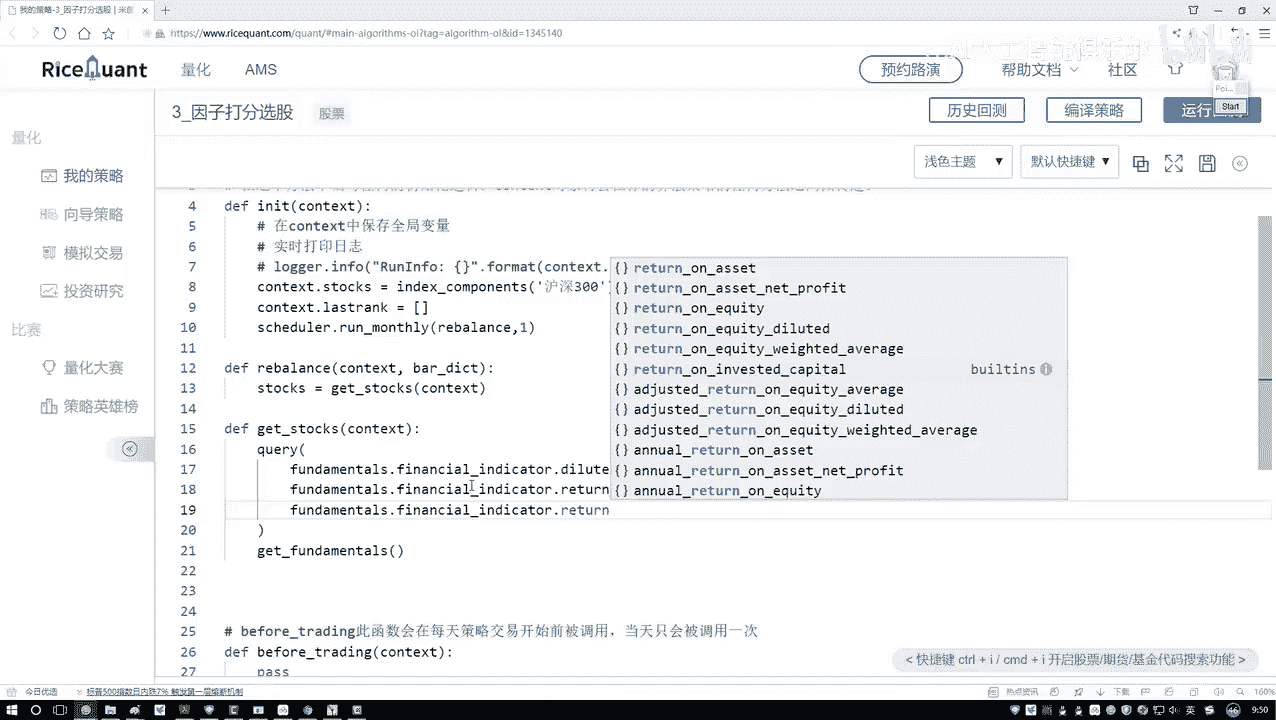 我的策略-3_因子打分选股 | 米
https://www.ricequant.com/quant/#main-algorithms-ol?tag=algorithm-ol&id=1345140
RiceQuant
量化
AMS
预约路演
帮助文档
社区
Poi...
Start
3_因子打分选股
股票
历史回测
编译策略
运行
浅色主题
默认快捷键
量化
我的策略
向导策略
模拟交易
投资研究
比赛
量化大赛
策略英雄榜
4 def init(context):
5 # 在context中保存全局变量
6 # 实时打印日志
7 # logger.info("RunInfo: {}".format(context.
8 context.stocks = index_components('沪深300'
9 context.lastrank = []
10 scheduler.run_monthly(rebalance,1)
11
12 def rebalance(context, bar_dict):
13 stocks = get_stocks(context)
14
15 def get_stocks(context):
16 query(
17 fundamentals.financial_indicator.dilute
18 fundamentals.financial_indicator.return
19 fundamentals.financial_indicator.return
20 )
21 get_fundamentals()
22
23
24
25 # before_trading此函数会在每天策略交易开始前被调用，当天只会被调用一次
26 def before_trading(context):
27 pass
{} return_on_asset
{} return_on_asset_net_profit
{} return_on_equity
{} return_on_equity_diluted
{} return_on_equity_weighted_average
{} return_on_invested_capital builtins
{} adjusted_return_on_equity_average
{} adjusted_return_on_equity_diluted
{} adjusted_return_on_equity_weighted_average
{} annual_return_on_asset
{} annual_return_on_asset_net_profit
{} annual_return_on_equity
< 快捷键 ctrl + i / cmd + i 开启股票/期货/基金代码搜索功能 >
今日优选
标普500指数日内跌7% 触发第一层熔断机制
热点资讯
下载
160%
9:50